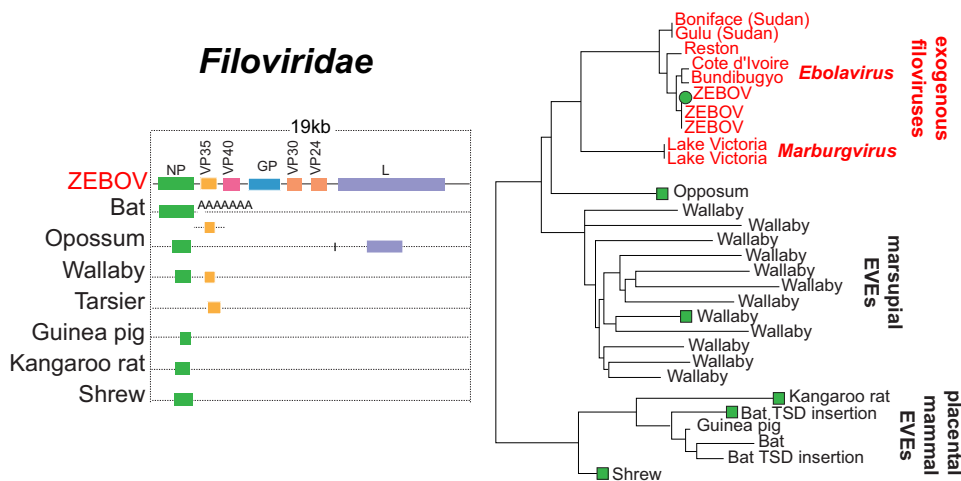 Filoviridae
19kb
NP
VP35
VP40
GP
VP30
VP24
L
ZEBOV
Bat
AAAAAAA
Opossum
I
Wallaby
Tarsier
Guinea pig
Kangaroo rat
Shrew
Boniface (Sudan)
Gulu (Sudan)
Reston
Cote d'Ivoire
Bundibugyo
ZEBOV
ZEBOV
ZEBOV
Ebolavirus
Lake Victoria
Lake Victoria
Marburgvirus
exogenous
filoviruses
Opposum
Wallaby
Wallaby
Wallaby
Wallaby
Wallaby
Wallaby
Wallaby
Wallaby
Wallaby
Wallaby
Wallaby
Wallaby
marsupial
EVEs
Kangaroo rat
Bat TSD insertion
Guinea pig
Bat
Bat TSD insertion
Shrew
placental
mammal
EVEs